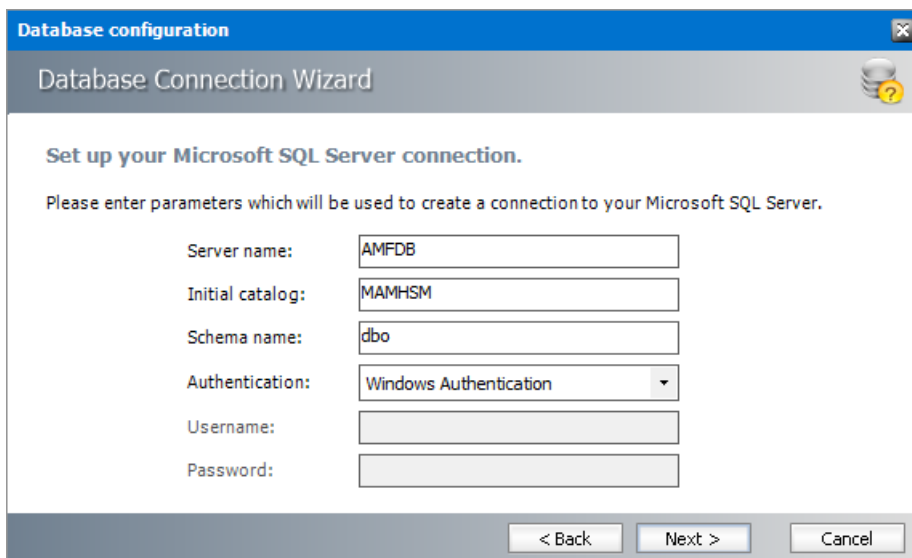 Database configuration
Database Connection Wizard
Set up your Microsoft SQL Server connection.
Please enter parameters which will be used to create a connection to your Microsoft SQL Server.
Server name: AMFDB
Initial catalog: MAMHSM
Schema name: dbo
Authentication: Windows Authentication
Username:
Password:
< Back Next > Cancel